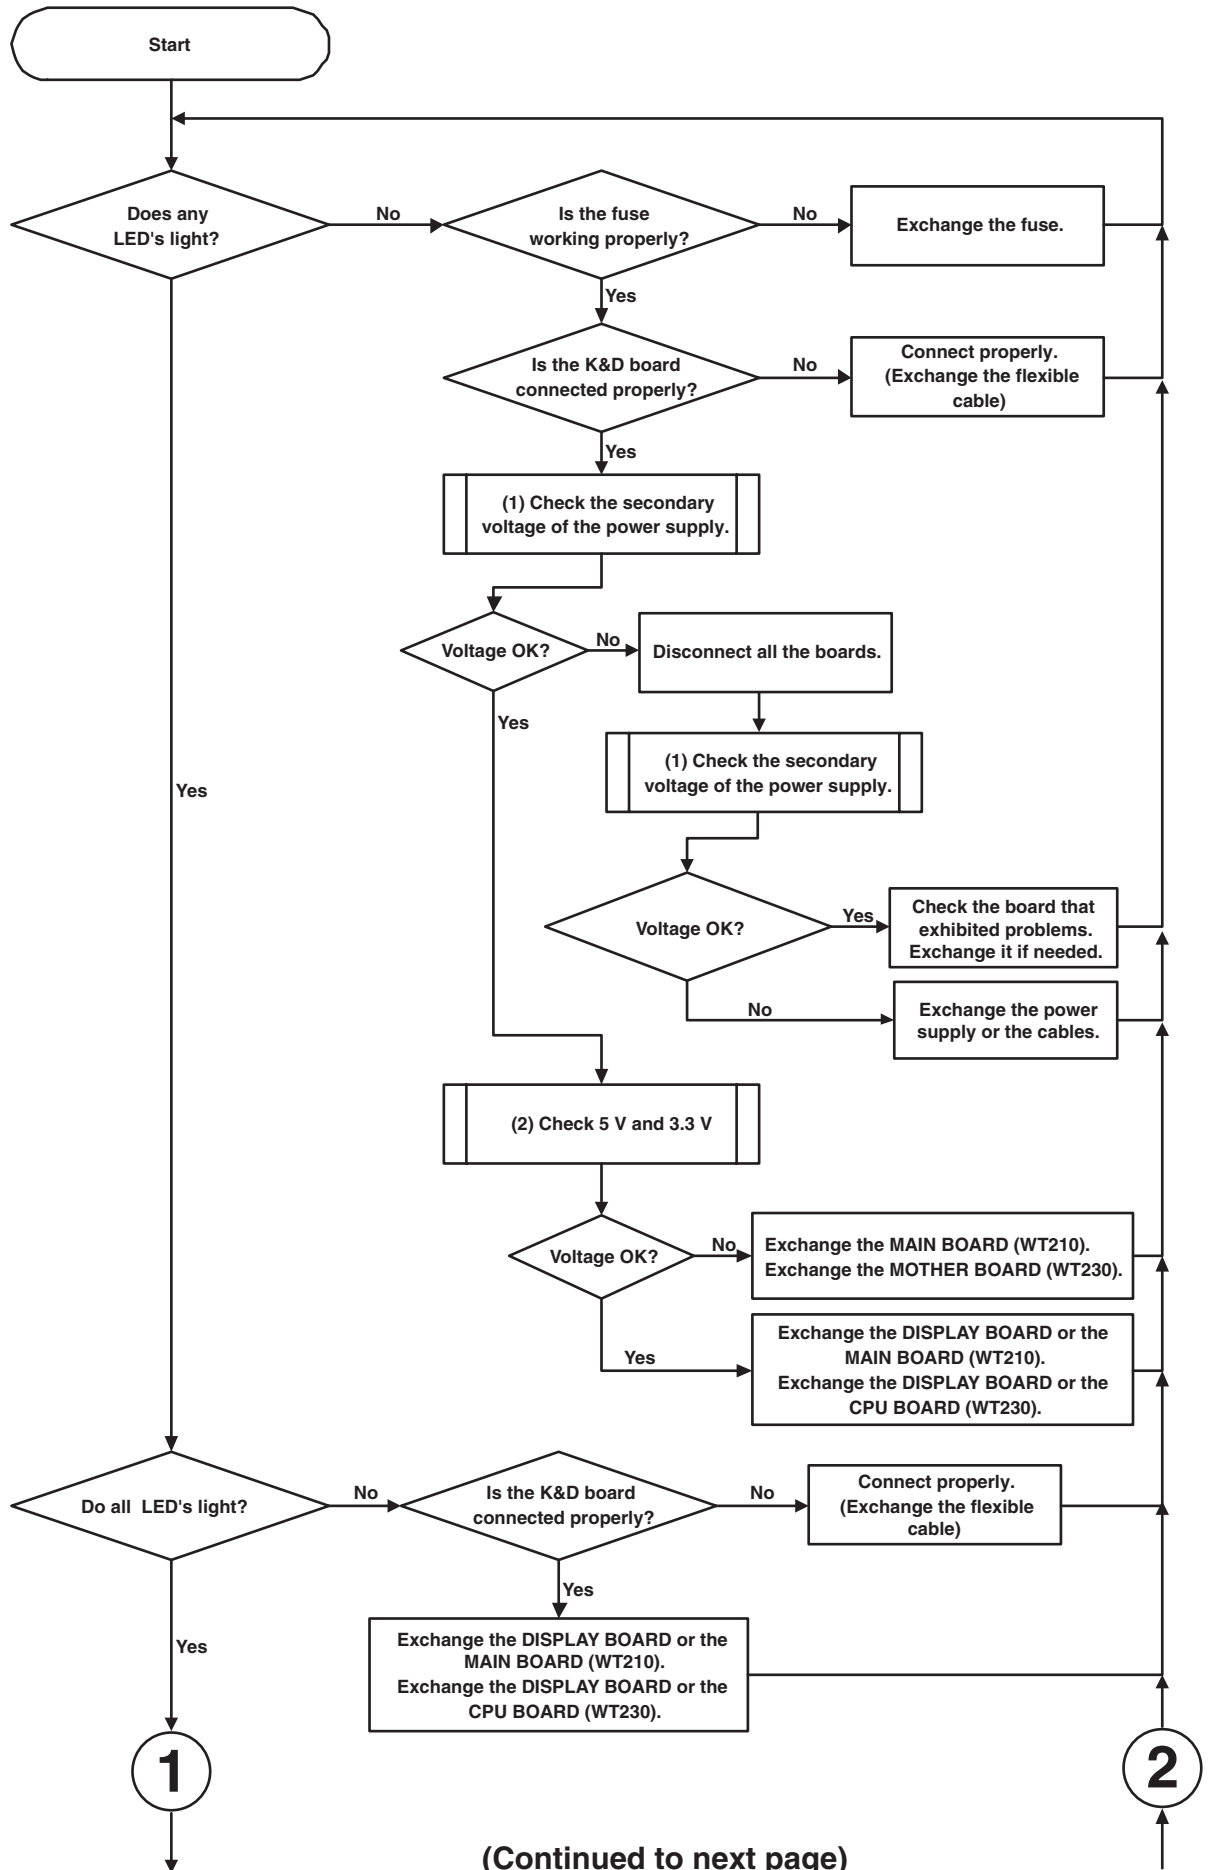 Start
Does any
LED's light?
No
Is the fuse
working properly?
No
Exchange the fuse.
Yes
Is the K&D board
connected properly?
No
Connect properly.
(Exchange the flexible
cable)
Yes
(1) Check the secondary
voltage of the power supply.
Voltage OK?
No
Disconnect all the boards.
Yes
(1) Check the secondary
voltage of the power supply.
Yes
Voltage OK?
Yes
Check the board that
exhibited problems.
Exchange it if needed.
No
Exchange the power
supply or the cables.
(2) Check 5 V and 3.3 V
Voltage OK?
No
Exchange the MAIN BOARD (WT210).
Exchange the MOTHER BOARD (WT230).
Yes
Exchange the DISPLAY BOARD or the
MAIN BOARD (WT210).
Exchange the DISPLAY BOARD or the
CPU BOARD (WT230).
Do all  LED's light?
No
Is the K&D board
connected properly?
No
Connect properly.
(Exchange the flexible
cable)
Yes
Yes
Exchange the DISPLAY BOARD or the
MAIN BOARD (WT210).
Exchange the DISPLAY BOARD or the
CPU BOARD (WT230).
1
2
(Continued to next page)